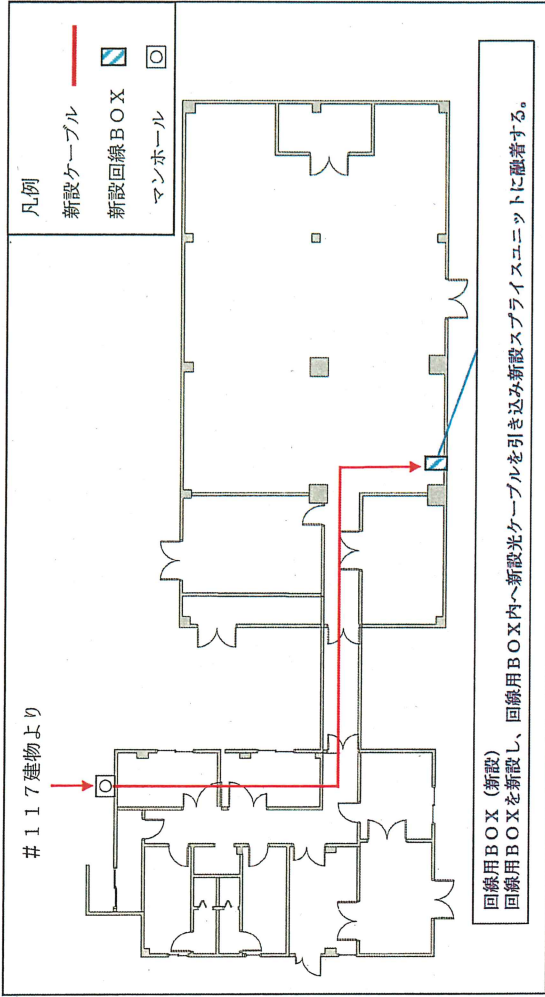 #117建物より
凡例
新設ケーブル
新設回線BOX
マンホール
回線用BOX（新設）
回線用BOXを新設し、回線用BOX内へ新設光ケーブルを引き込み新設スプライスユニットに融着する。